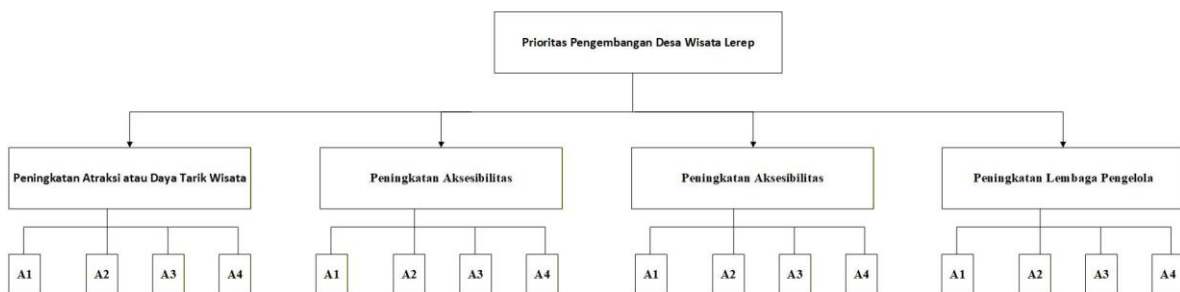 Prioritas Pengembangan Desa Wisata Lerep
Peningkatan Atraksi atau Daya Tarik Wisata
Peningkatan Aksesibilitas
Peningkatan Aksesibilitas
Peningkatan Lembaga Pengelola
A1
A2
A3
A4
A1
A2
A3
A4
A1
A2
A3
A4
A1
A2
A3
A4